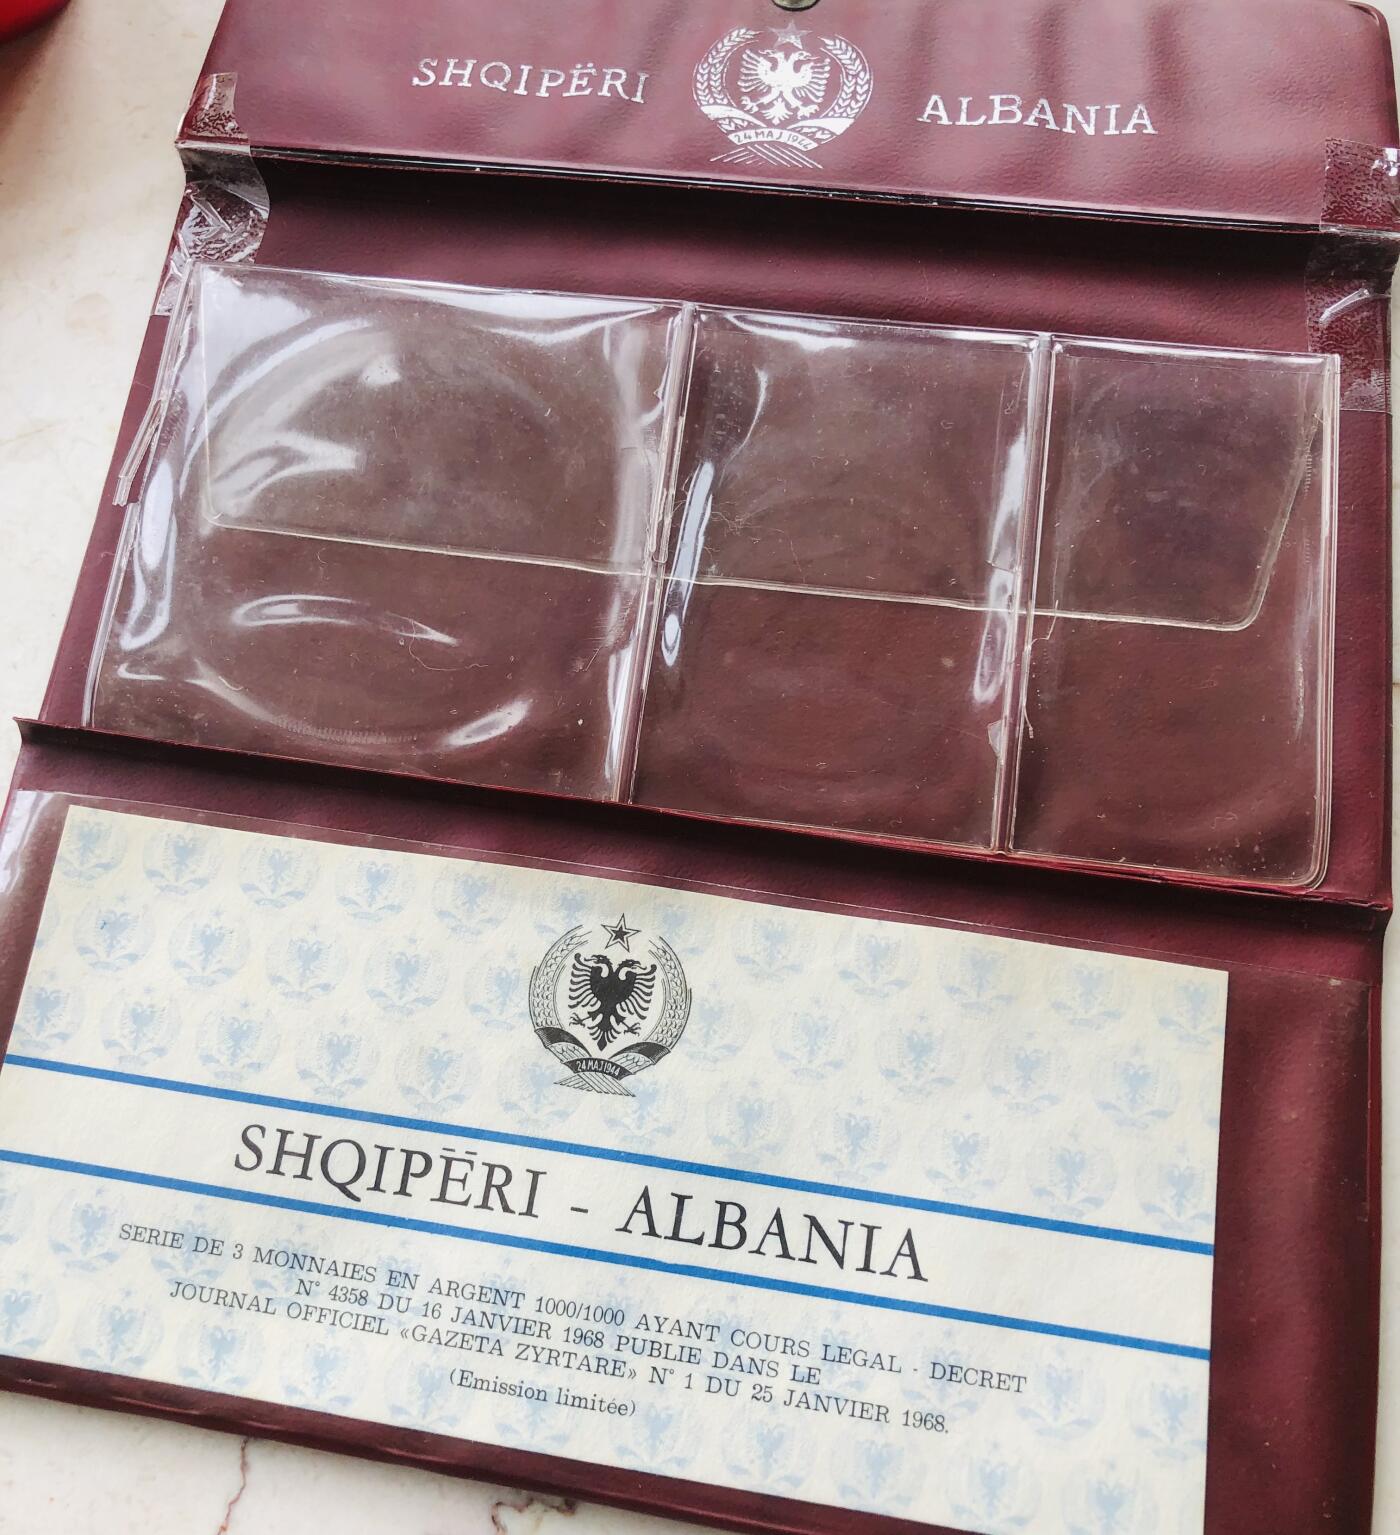 SHQIPËRI ALBANIA
24 MAJ 1944
24 MAJ 1944
SHQIPËRI - ALBANIA
SERIE DE 3 MONNAIES EN ARGENT 1000/1000 AYANT COURS LEGAL - DECRET
N° 4358 DU 16 JANVIER 1968 PUBLIE DANS LE
JOURNAL OFFICIEL «GAZETA ZYRTARE» N° 1 DU 25 JANVIER 1968.
(Emission limitée)